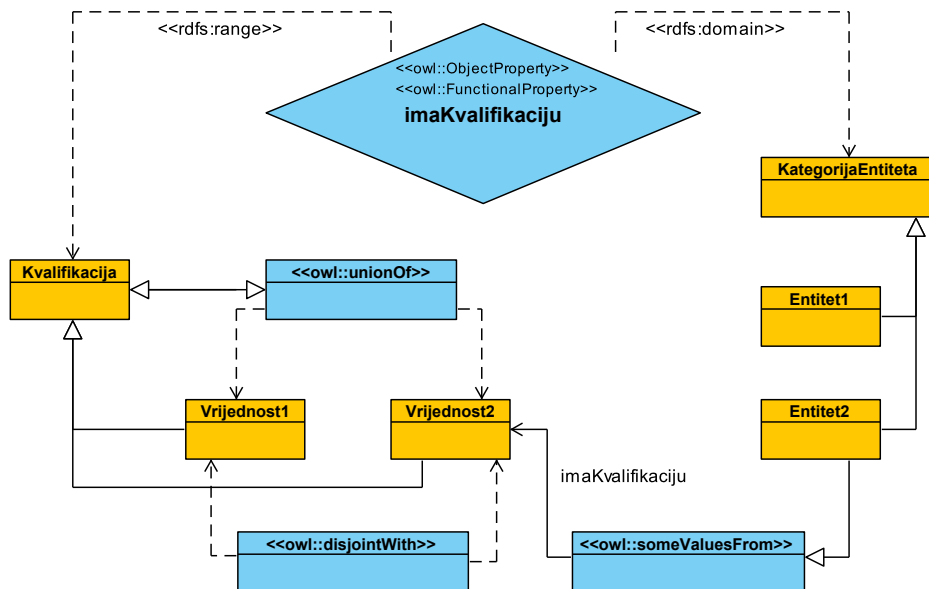 <<rdfs:range>>
<<rdfs:domain>>
<<owl::ObjectProperty>>
<<owl::FunctionalProperty>>
imaKvalifikaciju
KategorijaEntiteta
Kvalifikacija
<<owl::unionOf>>
Entitet1
Vrijednost1
Vrijednost2
Entitet2
imaKvalifikaciju
<<owl::disjointWith>>
<<owl::someValuesFrom>>